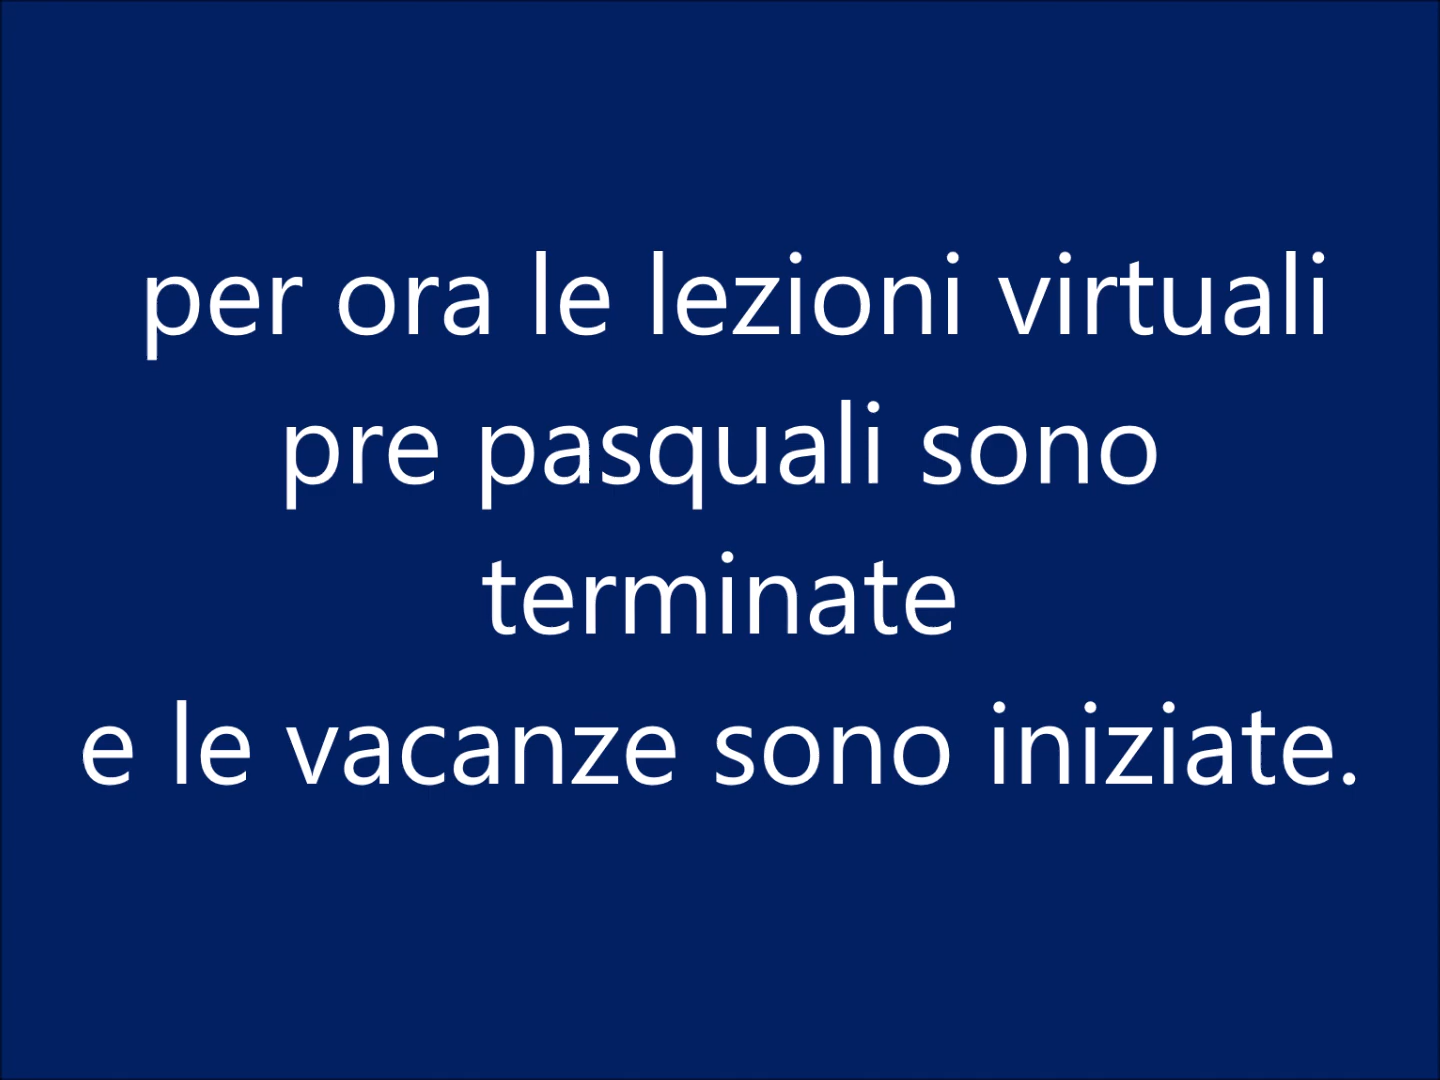 per ora le lezioni virtuali
pre pasquali sono
terminate
e le vacanze sono iniziate.